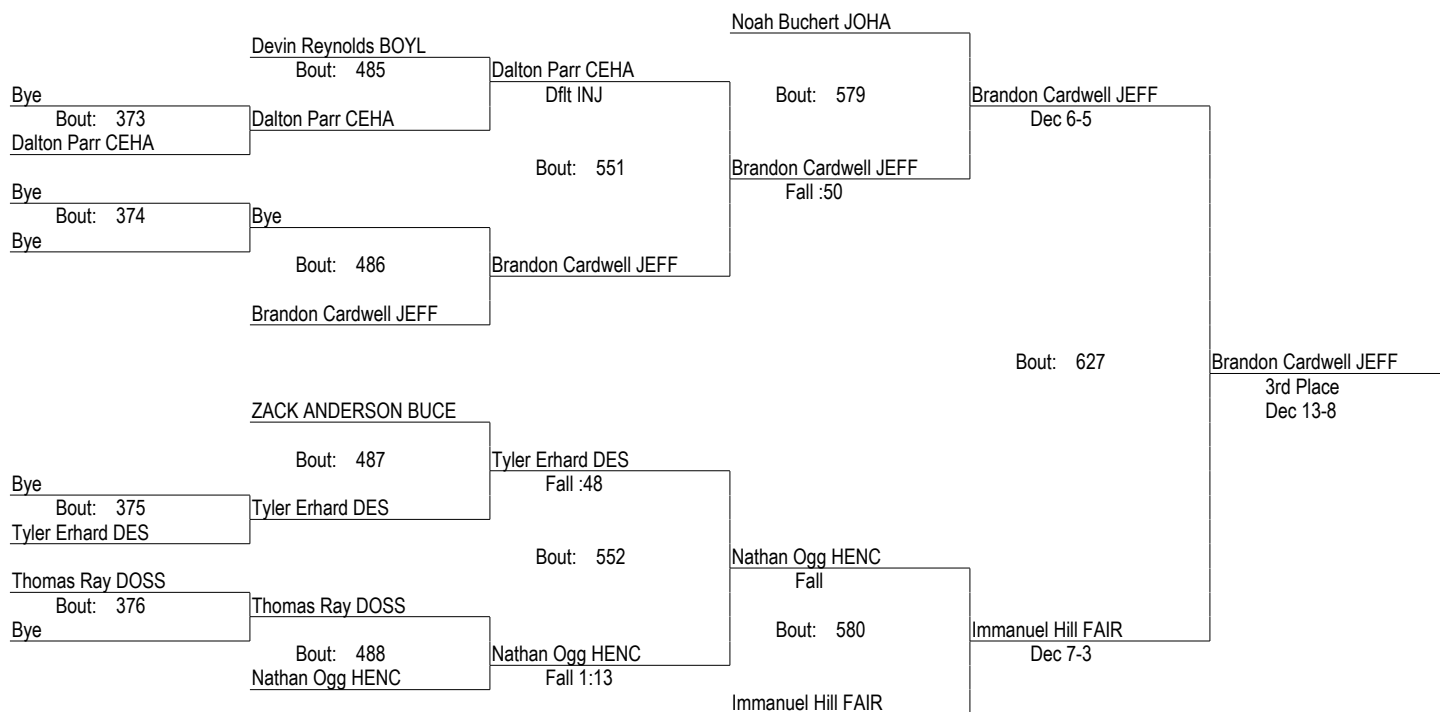 Noah Buchert JOHA
Devin Reynolds BOYL
Bout: 485
Dalton Parr CEHA
Bye
Dflt INJ
Bout: 579
Brandon Cardwell JEFF
Bout: 373
Dalton Parr CEHA
Dec 6-5
Dalton Parr CEHA
Bout: 551
Brandon Cardwell JEFF
Bye
Fall :50
Bout: 374
Bye
Bye
Bout: 486
Brandon Cardwell JEFF
Brandon Cardwell JEFF
Bout: 627
Brandon Cardwell JEFF
3rd Place
ZACK ANDERSON BUCE
Dec 13-8
Bout: 487
Tyler Erhard DES
Bye
Fall :48
Bout: 375
Tyler Erhard DES
Tyler Erhard DES
Bout: 552
Nathan Ogg HENC
Thomas Ray DOSS
Fall
Bout: 376
Thomas Ray DOSS
Bye
Bout: 580
Immanuel Hill FAIR
Bout: 488
Nathan Ogg HENC
Dec 7-3
Nathan Ogg HENC
Fall 1:13
Immanuel Hill FAIR